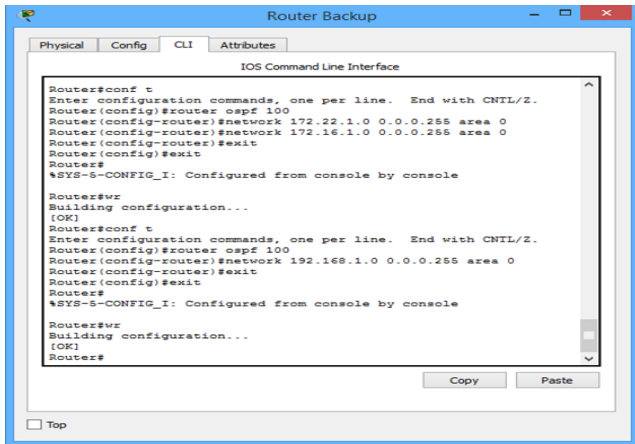 Router Backup
Physical Config CLI Attributes
IOS Command Line Interface
Router#conf t
Enter configuration commands, one per line. End with CNTL/Z.
Router(config)#router ospf 100
Router(config-router)#network 172.22.1.0 0.0.0.255 area 0
Router(config-router)#network 172.16.1.0 0.0.0.255 area 0
Router(config-router)#exit
Router(config)#exit
Router#
%SYS-5-CONFIG_I: Configured from console by console
Router#wr
Building configuration...
[OK]
Router#conf t
Enter configuration commands, one per line. End with CNTL/Z.
Router(config)#router ospf 100
Router(config-router)#network 192.168.1.0 0.0.0.255 area 0
Router(config-router)#exit
Router(config)#exit
Router#
%SYS-5-CONFIG_I: Configured from console by console
Router#wr
Building configuration...
[OK]
Router#
Copy Paste
Top